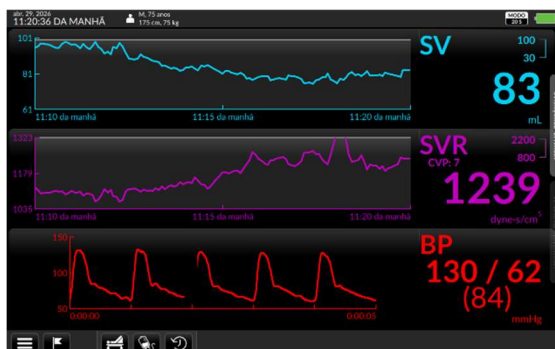 abr. 29, 2026
11:20:36 DA MANHÃ
M, 75 anos
175 cm, 75 kg
MODO
20 S
101
81
61
11:10 da manhã
11:15 da manhã
11:20 da manhã
SV
100
30
83
mL
1323
1179
1035
11:10 da manhã
11:15 da manhã
11:20 da manhã
SVR
CVP: 7
2200
800
1239
dyne-s/cm⁵
150
100
50
0:00:00
0:00:05
BP
130 / 62
(84)
mmHg